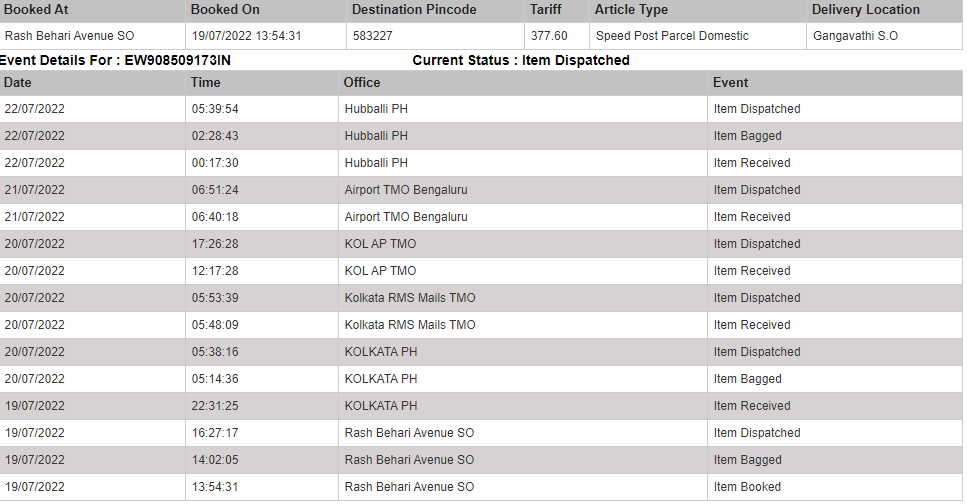 Booked At Booked On Destination Pincode Tariff Article Type Delivery Location
Rash Behari Avenue SO 19/07/2022 13:54:31 583227 377.60 Speed Post Parcel Domestic Gangavathi S.O
Event Details For : EW908509173IN Current Status : Item Dispatched
Date Time Office Event
22/07/2022 05:39:54 Hubballi PH Item Dispatched
22/07/2022 02:28:43 Hubballi PH Item Bagged
22/07/2022 00:17:30 Hubballi PH Item Received
21/07/2022 06:51:24 Airport TMO Bengaluru Item Dispatched
21/07/2022 06:40:18 Airport TMO Bengaluru Item Received
20/07/2022 17:26:28 KOL AP TMO Item Dispatched
20/07/2022 12:17:28 KOL AP TMO Item Received
20/07/2022 05:53:39 Kolkata RMS Mails TMO Item Dispatched
20/07/2022 05:48:09 Kolkata RMS Mails TMO Item Received
20/07/2022 05:38:16 KOLKATA PH Item Dispatched
20/07/2022 05:14:36 KOLKATA PH Item Bagged
19/07/2022 22:31:25 KOLKATA PH Item Received
19/07/2022 16:27:17 Rash Behari Avenue SO Item Dispatched
19/07/2022 14:02:05 Rash Behari Avenue SO Item Bagged
19/07/2022 13:54:31 Rash Behari Avenue SO Item Booked